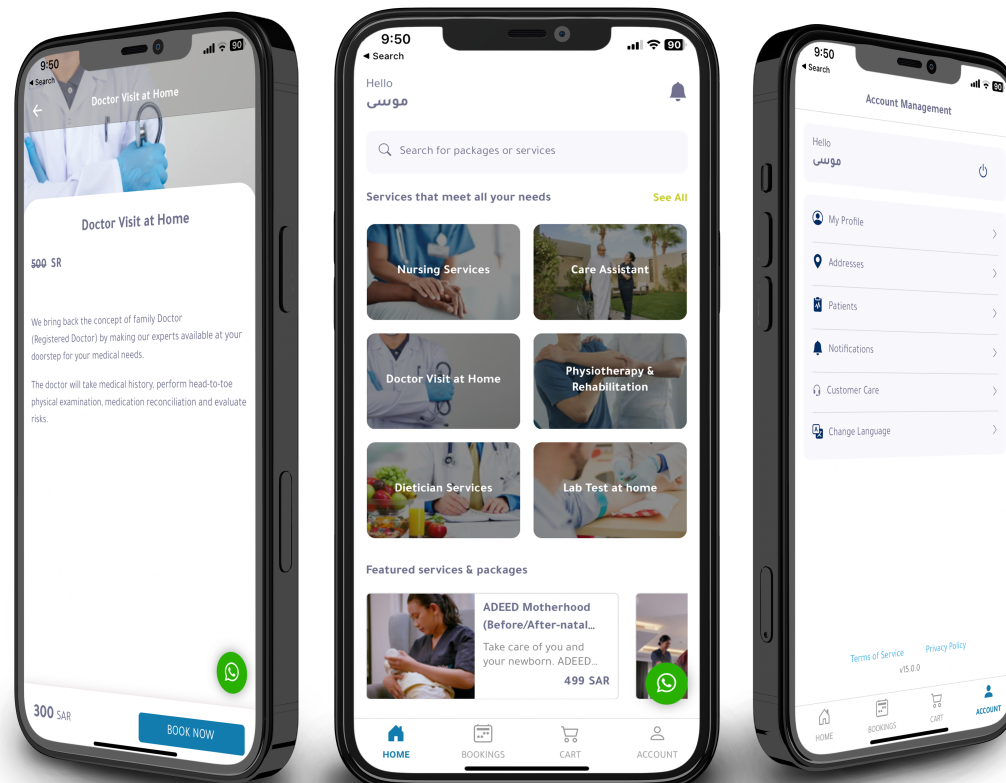 9:50
90
Search
Doctor Visit at Home
Doctor Visit at Home
500 SR
We bring back the concept of family Doctor
(Registered Doctor) by making our experts available at your
doorstep for your medical needs.
The doctor will take medical history, perform head-to-toe
physical examination, medication reconciliation and evaluate
risks.
300 SAR
BOOK NOW
9:50
90
Search
Hello
موسى
Search for packages or services
Services that meet all your needs
See All
Nursing Services
Care Assistant
Doctor Visit at Home
Physiotherapy &
Rehabilitation
Dietician Services
Lab Test at home
Featured services & packages
ADEED Motherhood
(Before/After-natal...
Take care of you and
your newborn. ADEED...
499 SAR
HOME
BOOKINGS
CART
ACCOUNT
9:50
90
Search
Account Management
Hello
موسى
My Profile
Addresses
Patients
Notifications
Customer Care
Change Language
Terms of Service
Privacy Policy
v15.0.0
HOME
BOOKINGS
CART
ACCOUNT